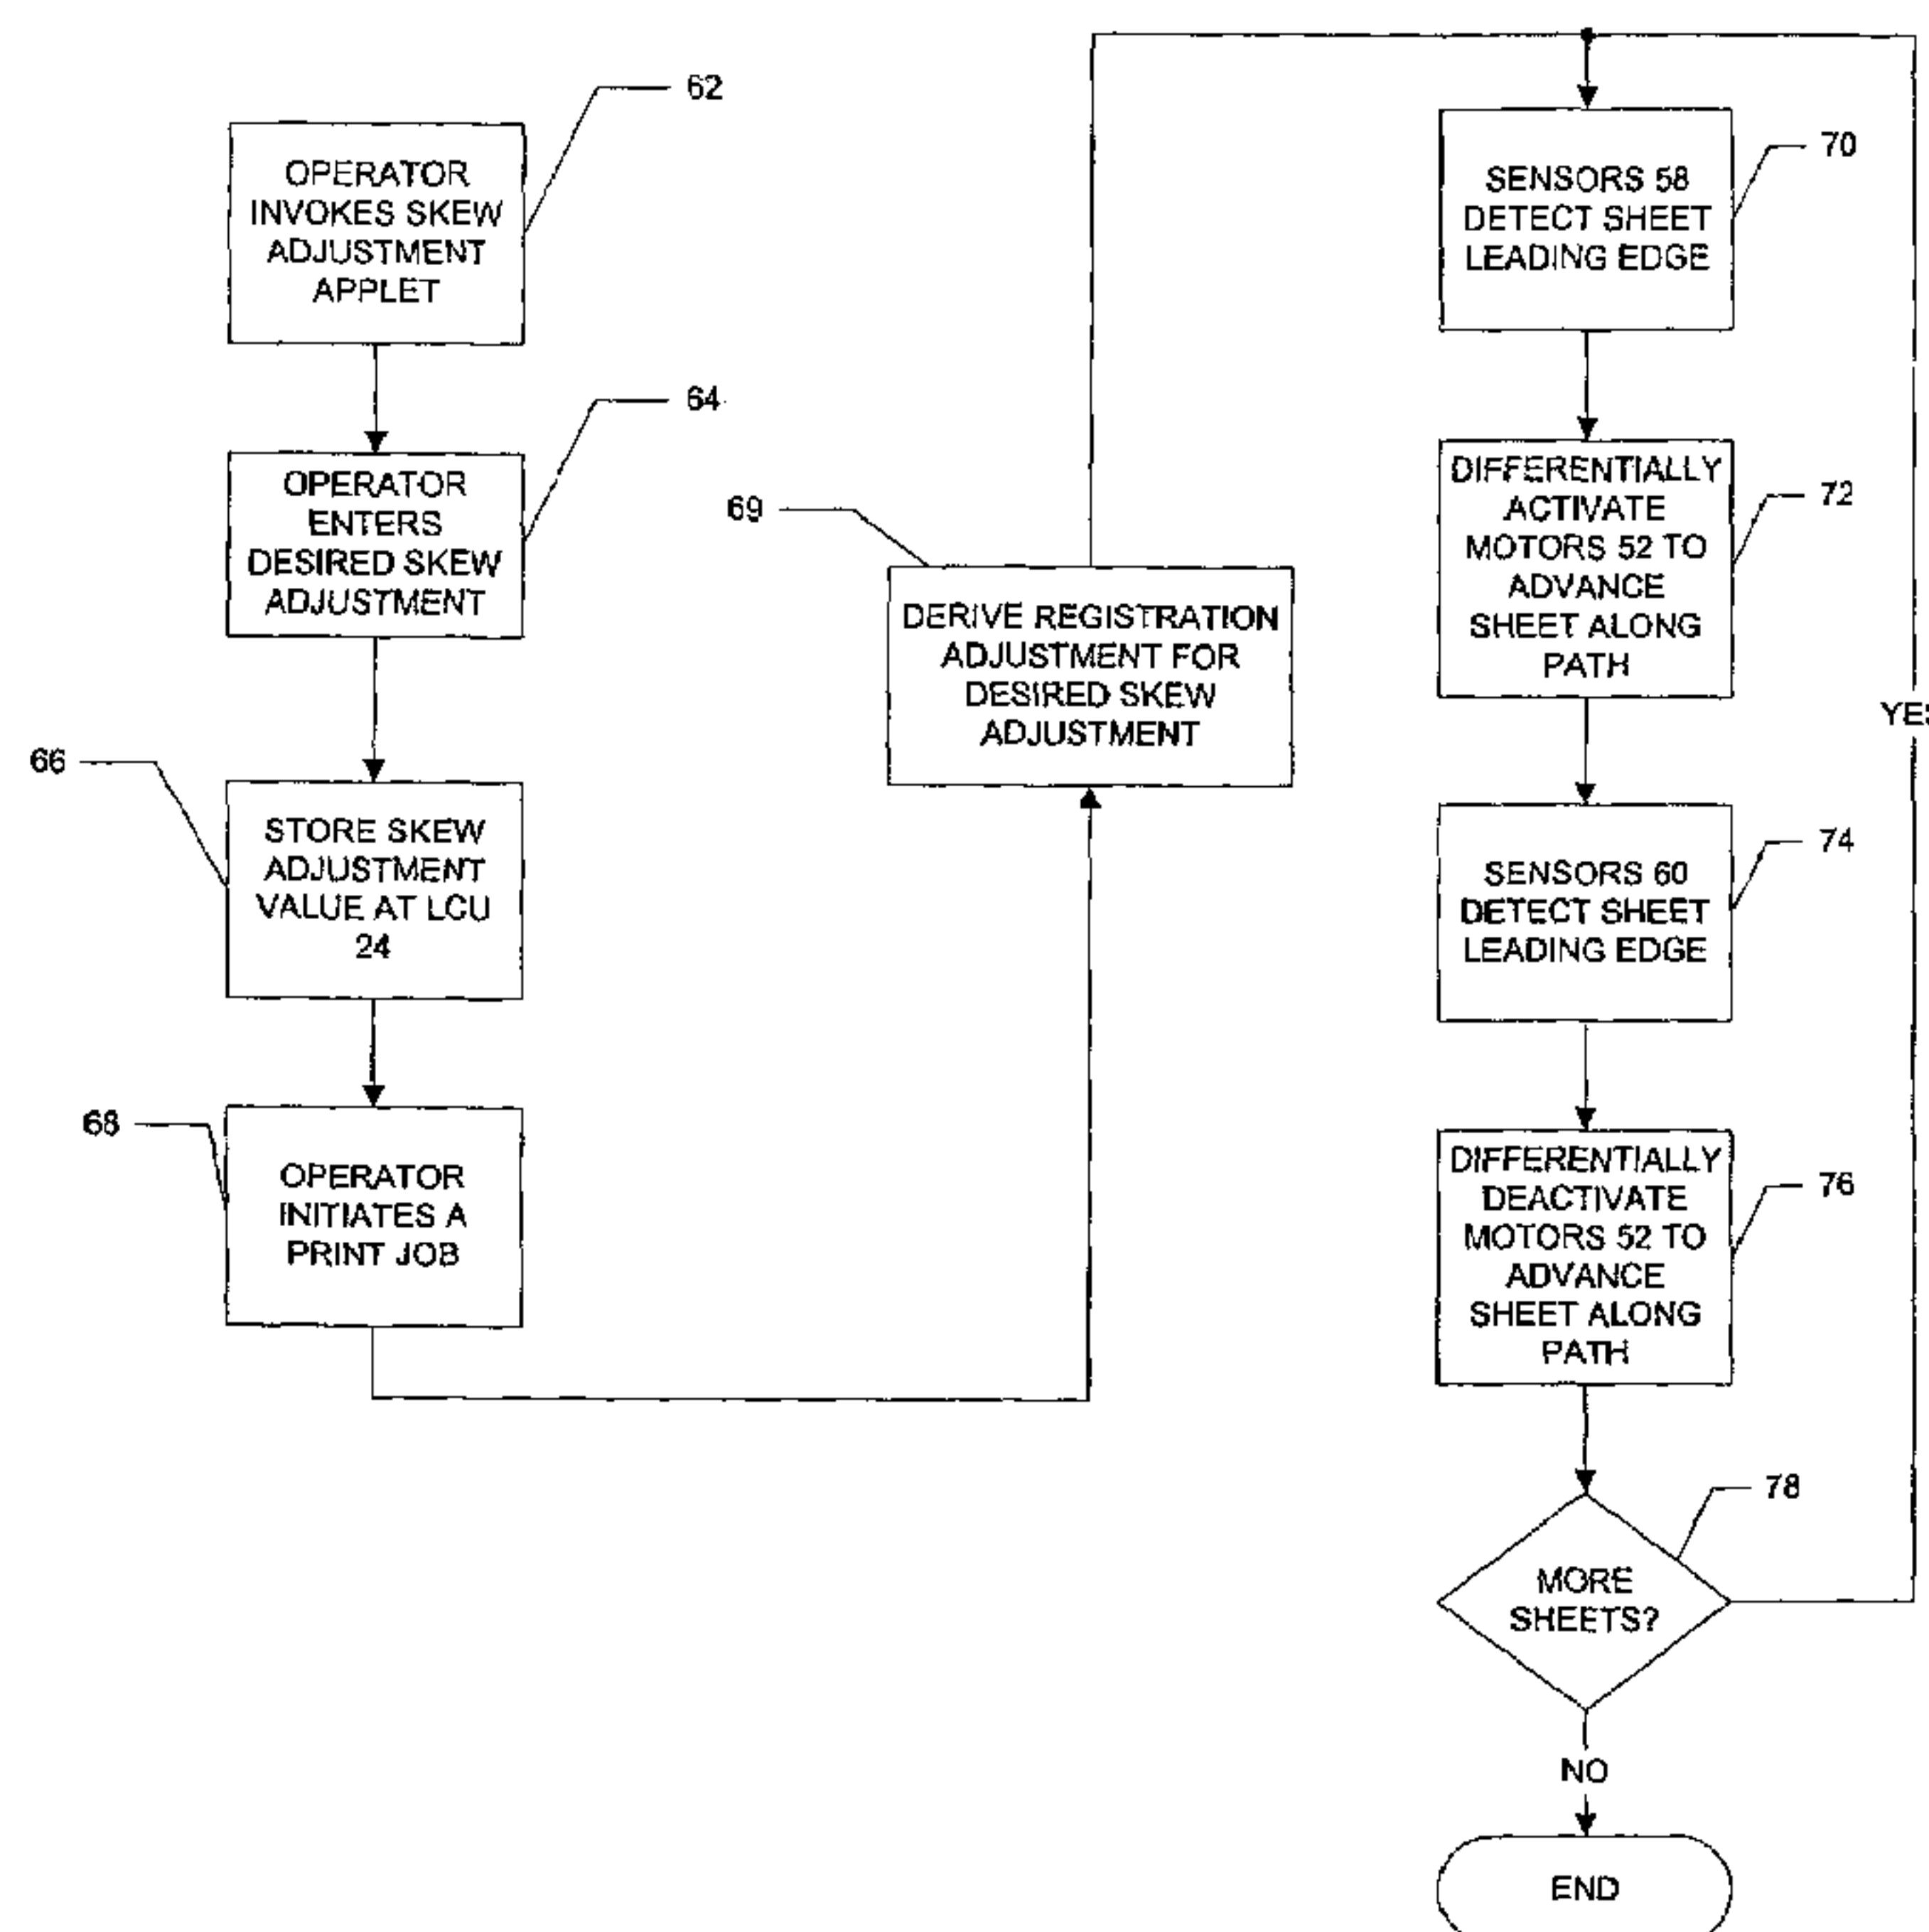 62
OPERATOR
INVOKES SKEW
ADJUSTMENT
APPLET
64
OPERATOR
ENTERS
DESIRED SKEW
ADJUSTMENT
66
STORE SKEW
ADJUSTMENT
VALUE AT LCU
24
68
OPERATOR
INITIATES A
PRINT JOB
69
DERIVE REGISTRATION
ADJUSTMENT FOR
DESIRED SKEW
ADJUSTMENT
70
SENSORS 58
DETECT SHEET
LEADING EDGE
72
DIFFERENTIALLY
ACTIVATE
MOTORS 52 TO
ADVANCE
SHEET ALONG
PATH
YES
74
SENSORS 60
DETECT SHEET
LEADING EDGE
76
DIFFERENTIALLY
DEACTIVATE
MOTORS 52 TO
ADVANCE
SHEET ALONG
PATH
78
MORE
SHEETS?
NO
END